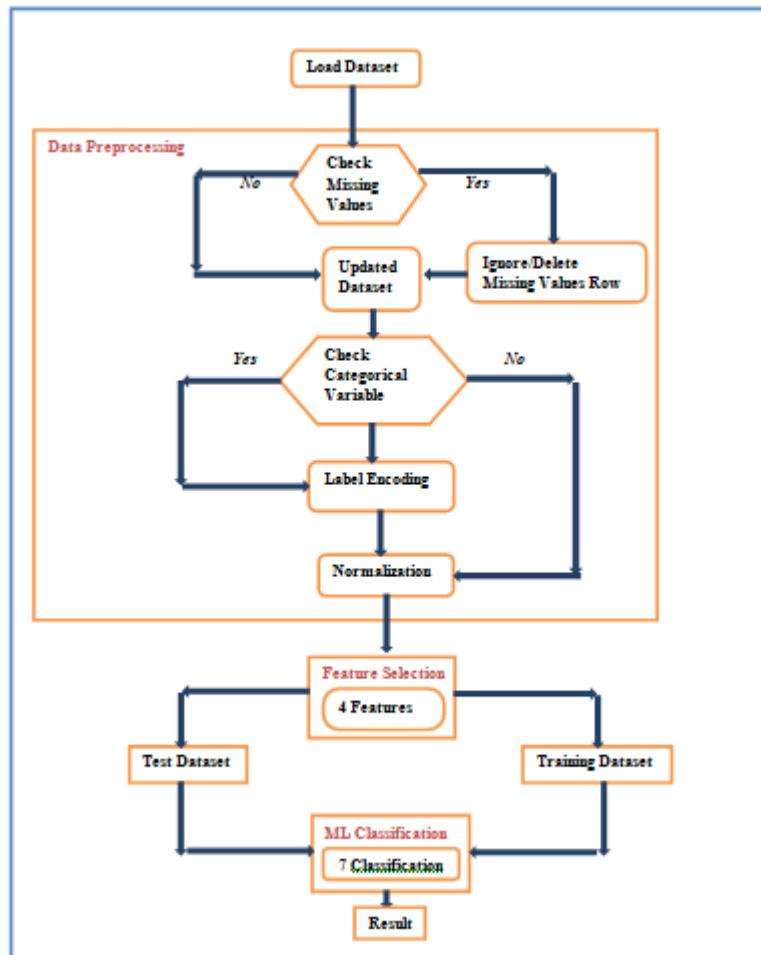 Load Dataset
Data Preprocessing
Check
Missing
Values
No
Yes
Updated
Dataset
Ignore/Delete
Missing Values Row
Check
Categorical
Variable
Yes
No
Label Encoding
Normalization
Feature Selection
4 Features
Test Dataset
Training Dataset
ML Classification
7 Classification
Result